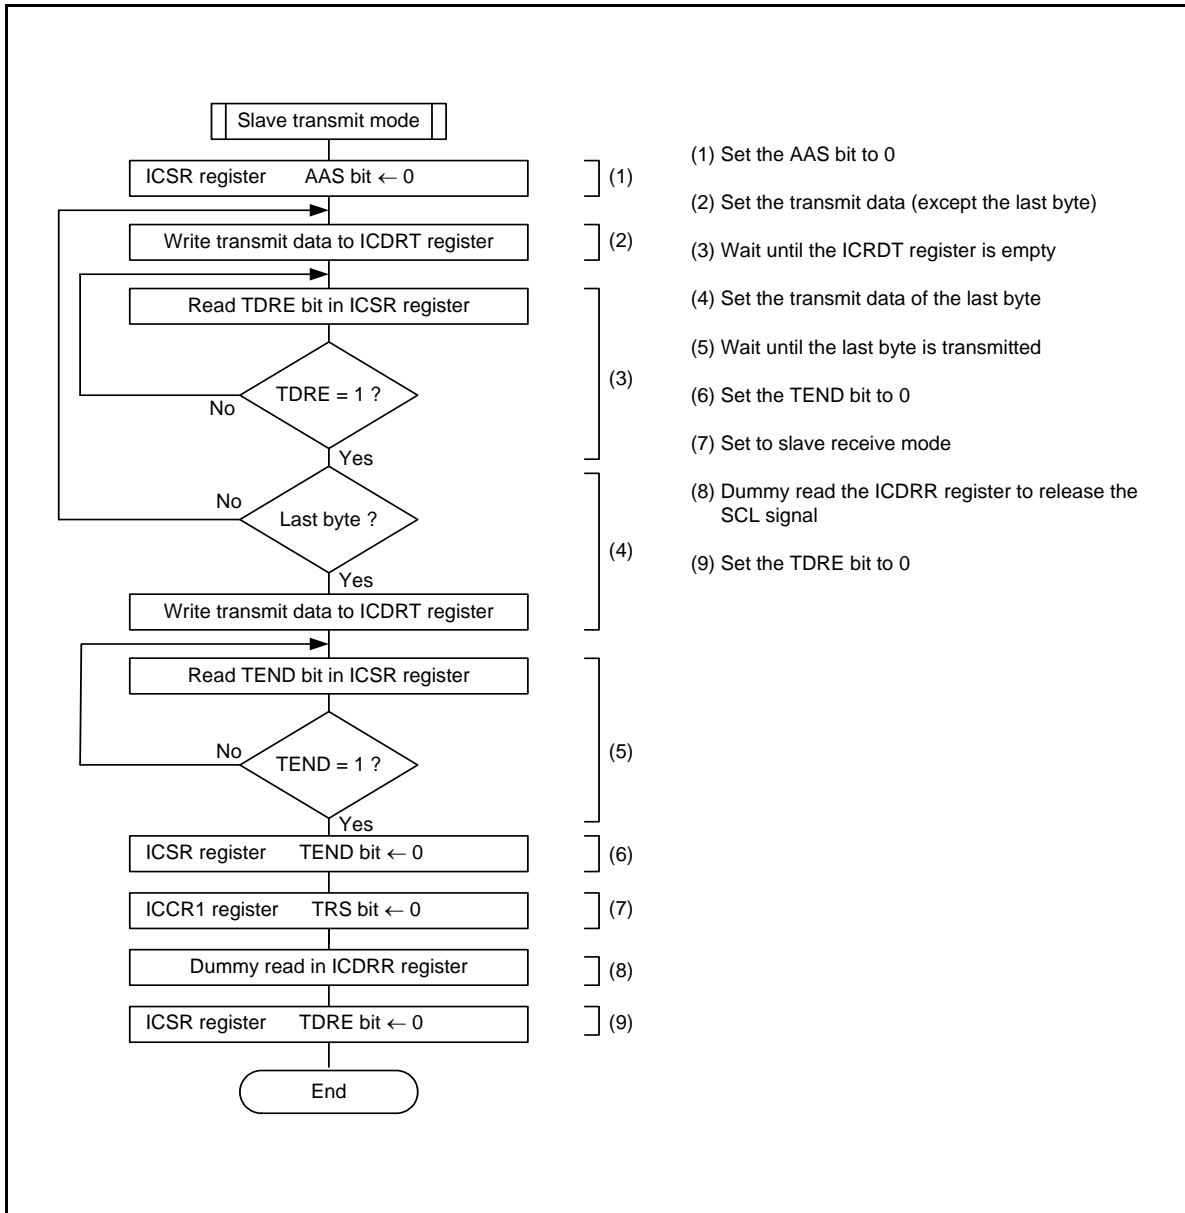 Slave transmit mode
ICSR register AAS bit ← 0
(1)
Write transmit data to ICDRT register
(2)
Read TDRE bit in ICSR register
TDRE = 1 ?
No
Yes
(3)
No
Last byte ?
Yes
Write transmit data to ICDRT register
(4)
Read TEND bit in ICSR register
No
TEND = 1 ?
Yes
(5)
ICSR register TEND bit ← 0
(6)
ICCR1 register TRS bit ← 0
(7)
Dummy read in ICDRR register
(8)
ICSR register TDRE bit ← 0
(9)
End
(1) Set the AAS bit to 0
(2) Set the transmit data (except the last byte)
(3) Wait until the ICRDT register is empty
(4) Set the transmit data of the last byte
(5) Wait until the last byte is transmitted
(6) Set the TEND bit to 0
(7) Set to slave receive mode
(8) Dummy read the ICDRR register to release the
SCL signal
(9) Set the TDRE bit to 0